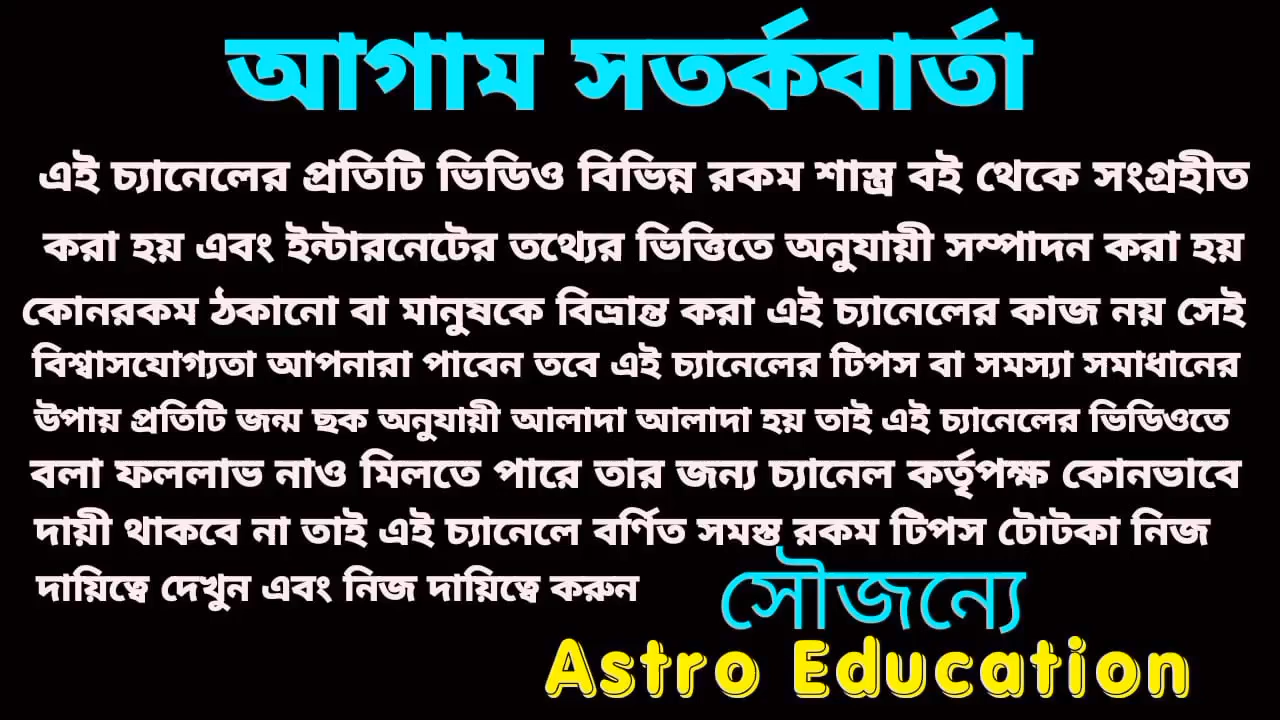 আগাম সতর্কবার্তা
এই চ্যানেলের প্রতিটি ভিডিও বিভিন্ন রকম শাস্ত্র বই থেকে সংগ্রহীত
করা হয় এবং ইন্টারনেটের তথ্যের ভিত্তিতে অনুযায়ী সম্পাদন করা হয়
কোনরকম ঠকানো বা মানুষকে বিভ্রান্ত করা এই চ্যানেলের কাজ নয় সেই
বিশ্বাসযোগ্যতা আপনারা পাবেন তবে এই চ্যানেলের টিপস বা সমস্যা সমাধানের
উপায় প্রতিটি জন্ম ছক অনুযায়ী আলাদা আলাদা হয় তাই এই চ্যানেলের ভিডিওতে
বলা ফললাভ নাও মিলতে পারে তার জন্য চ্যানেল কর্তৃপক্ষ কোনভাবে
দায়ী থাকবে না তাই এই চ্যানেলে বর্ণিত সমস্ত রকম টিপস টোটকা নিজ
দায়িত্বে দেখুন এবং নিজ দায়িত্বে করুন
সৌজন্যে
Astro Education